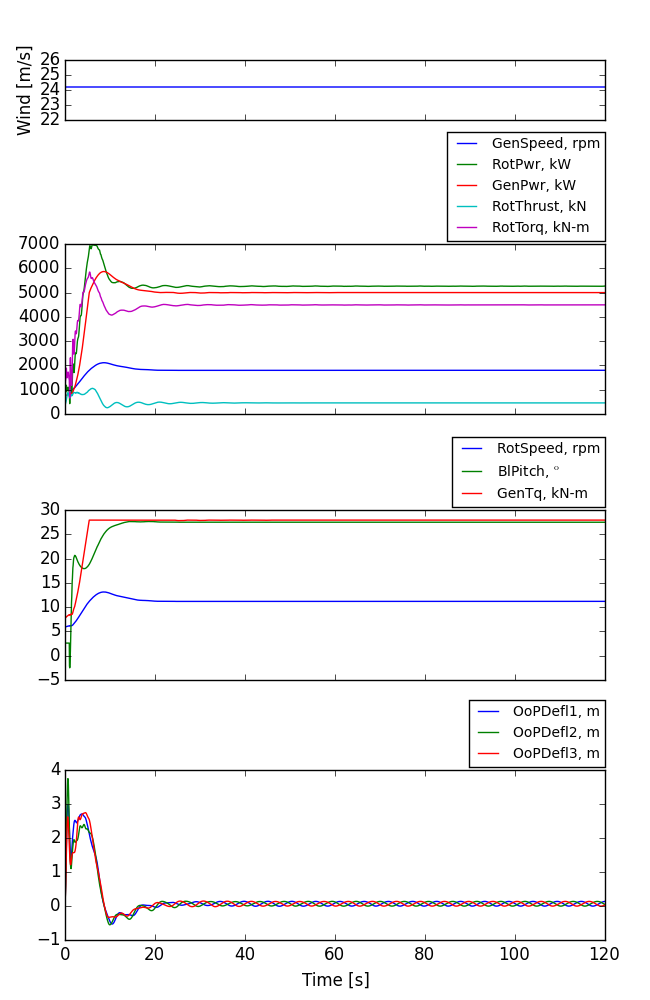 Wind [m/s]
26
25
24
23
22
GenSpeed, rpm
RotPwr, kW
GenPwr, kW
RotThrust, kN
RotTorq, kN-m
7000
6000
5000
4000
3000
2000
1000
0
RotSpeed, rpm
BlPitch, °
GenTq, kN-m
30
25
20
15
10
5
0
−5
OoPDefl1, m
OoPDefl2, m
OoPDefl3, m
4
3
2
1
0
−1
0 20 40 60 80 100 120
Time [s]